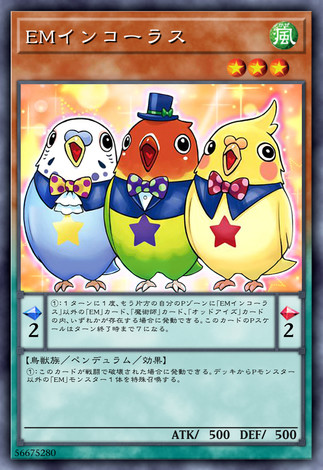 EMインコーラス
風
①:1ターンに1度、もう片方の自分のPゾーンに「EMインコーラ
ス」以外の「EM」カード、「魔術師」カード、「オッドアイズ」カード
の内、いずれかが存在する場合に発動できる。このカードのPスケ
ールはターン終了時まで7になる。
2
2
【鳥獣族/ペンデュラム/効果】
①:このカードが戦闘で破壊された場合に発動できる。デッキからPモンスター
以外の「EM」モンスター1体を特殊召喚する。
ATK/ 500 DEF/ 500
56675280